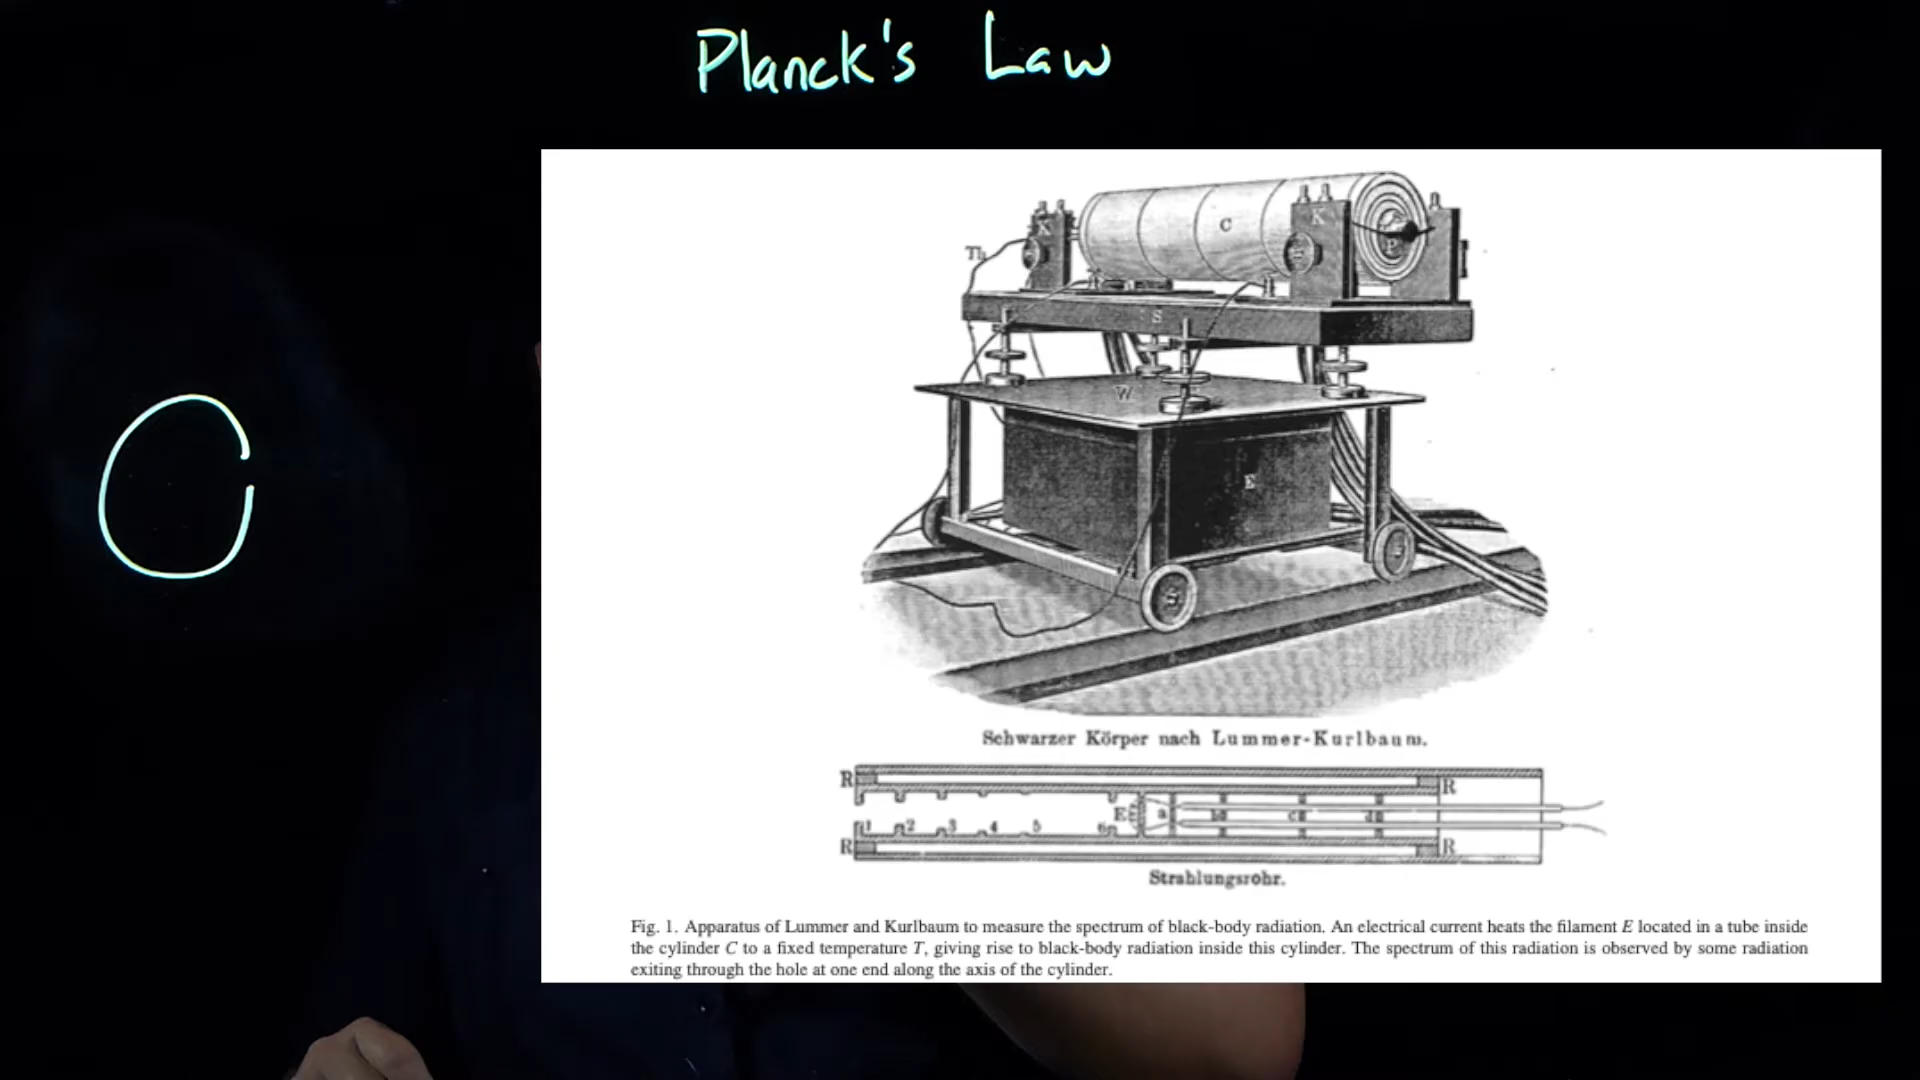 Planck's Law
Th
K
C
K
P
S
W
E
Schwarzer Körper nach Lummer-Kurlbaum.
R
R
1 2 3 4 5 6 E a b c d
R
R
Strahlungsrohr.
Fig. 1. Apparatus of Lummer and Kurlbaum to measure the spectrum of black-body radiation. An electrical current heats the filament E located in a tube inside
the cylinder C to a fixed temperature T, giving rise to black-body radiation inside this cylinder. The spectrum of this radiation is observed by some radiation
exiting through the hole at one end along the axis of the cylinder.